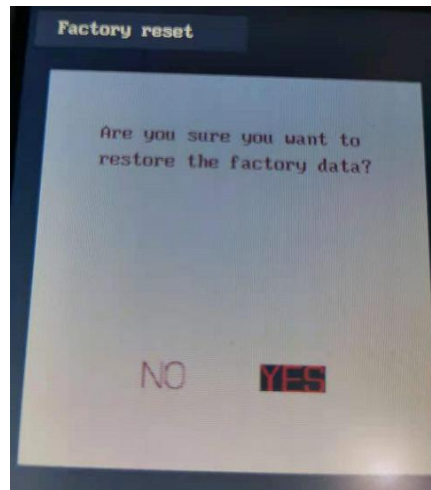 Factory reset
Are you sure you want to
restore the factory data?
NO YES